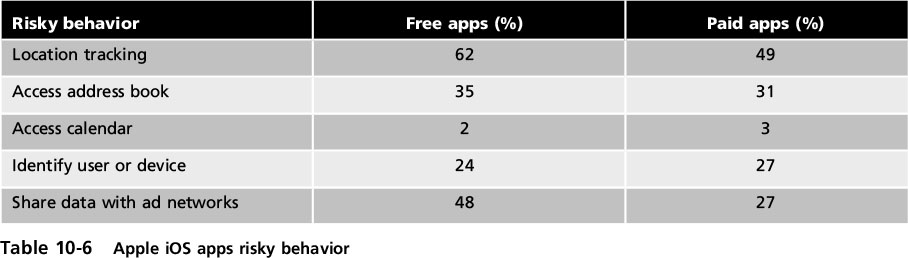 Risky behavior Free apps (%) Paid apps (%)
Location tracking 62 49
Access address book 35 31
Access calendar 2 3
Identify user or device 24 27
Share data with ad networks 48 27
Table 10-6 Apple iOS apps risky behavior